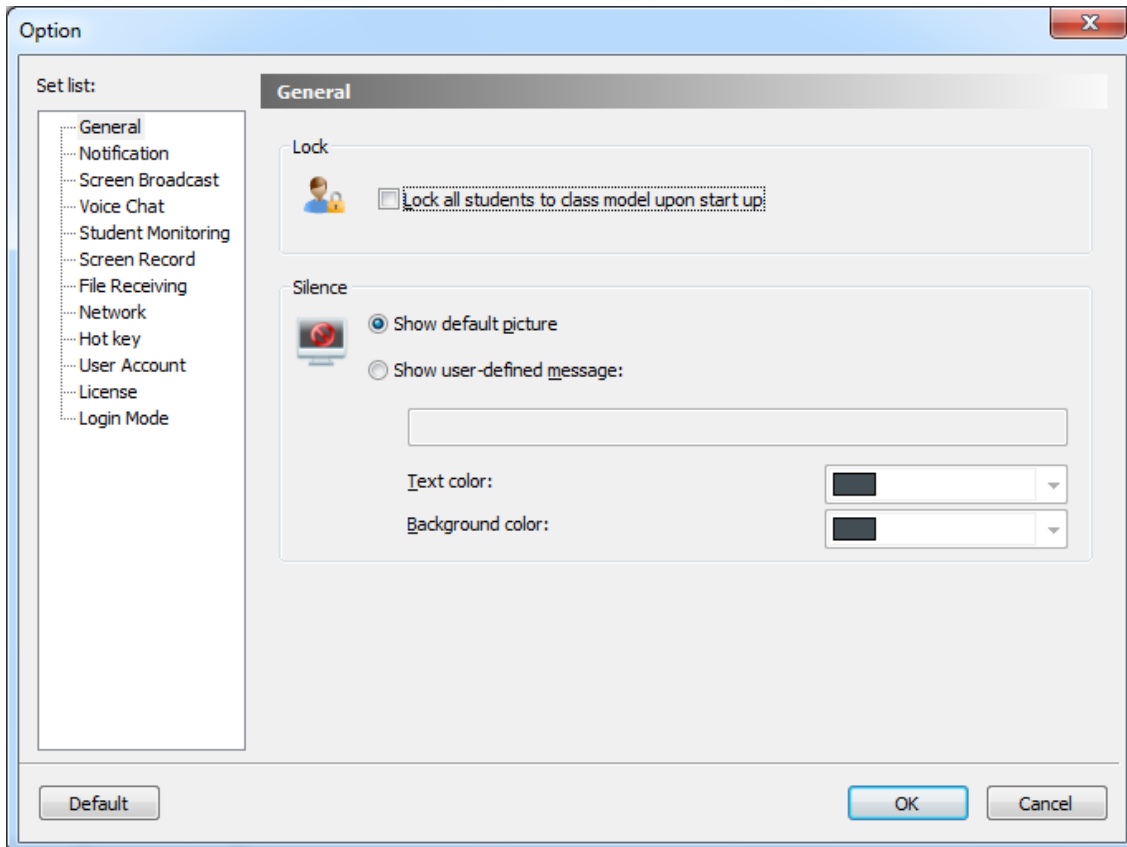 Option
Set list:
General
Notification
Screen Broadcast
Voice Chat
Student Monitoring
Screen Record
File Receiving
Network
Hot key
User Account
License
Login Mode
General
Lock
Lock all students to class model upon start up
Silence
Show default picture
Show user-defined message:
Text color:
Background color:
Default
OK
Cancel